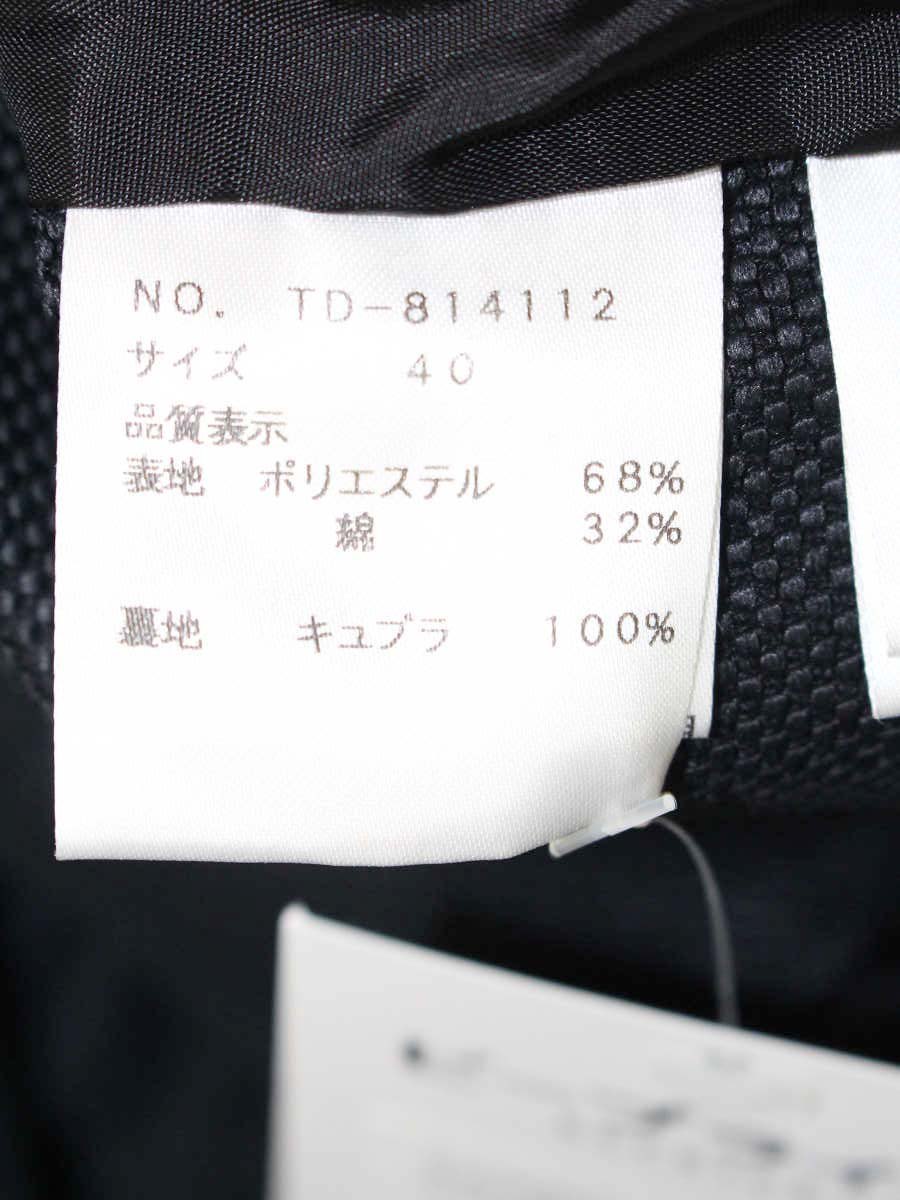 NO. TD-814112
サイズ 40
品質表示
表地 ポリエステル 68%
綿 32%
裏地 キュプラ 100%